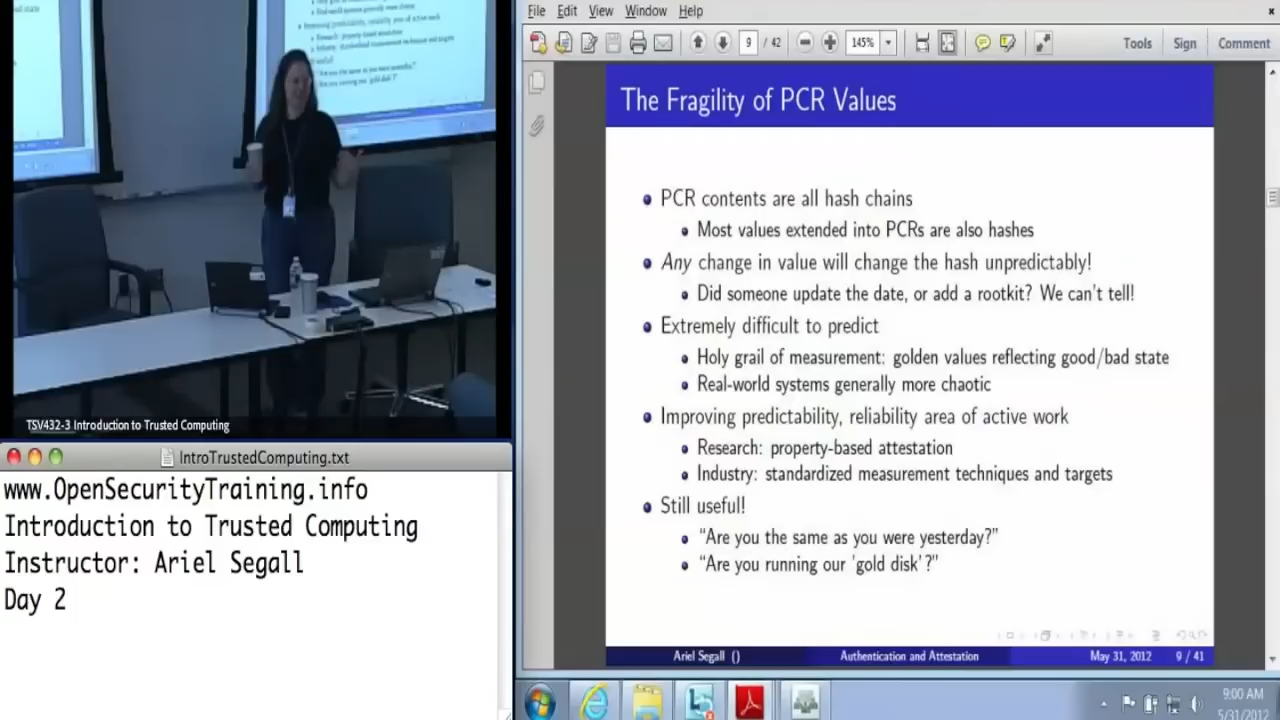 File Edit View Window Help
9 / 42
145%
Tools Sign Comment
The Fragility of PCR Values
PCR contents are all hash chains
Most values extended into PCRs are also hashes
Any change in value will change the hash unpredictably!
Did someone update the date, or add a rootkit? We can't tell!
Extremely difficult to predict
Holy grail of measurement: golden values reflecting good/bad state
Real-world systems generally more chaotic
Improving predictability, reliability area of active work
Research: property-based attestation
Industry: standardized measurement techniques and targets
Still useful!
"Are you the same as you were yesterday?"
"Are you running our 'gold disk'?"
Ariel Segall () Authentication and Attestation May 31, 2012 9 / 41
9:00 AM
5/31/2012
TSV432-3 Introduction to Trusted Computing
IntroTrustedComputing.txt
www.OpenSecurityTraining.info
Introduction to Trusted Computing
Instructor: Ariel Segall
Day 2